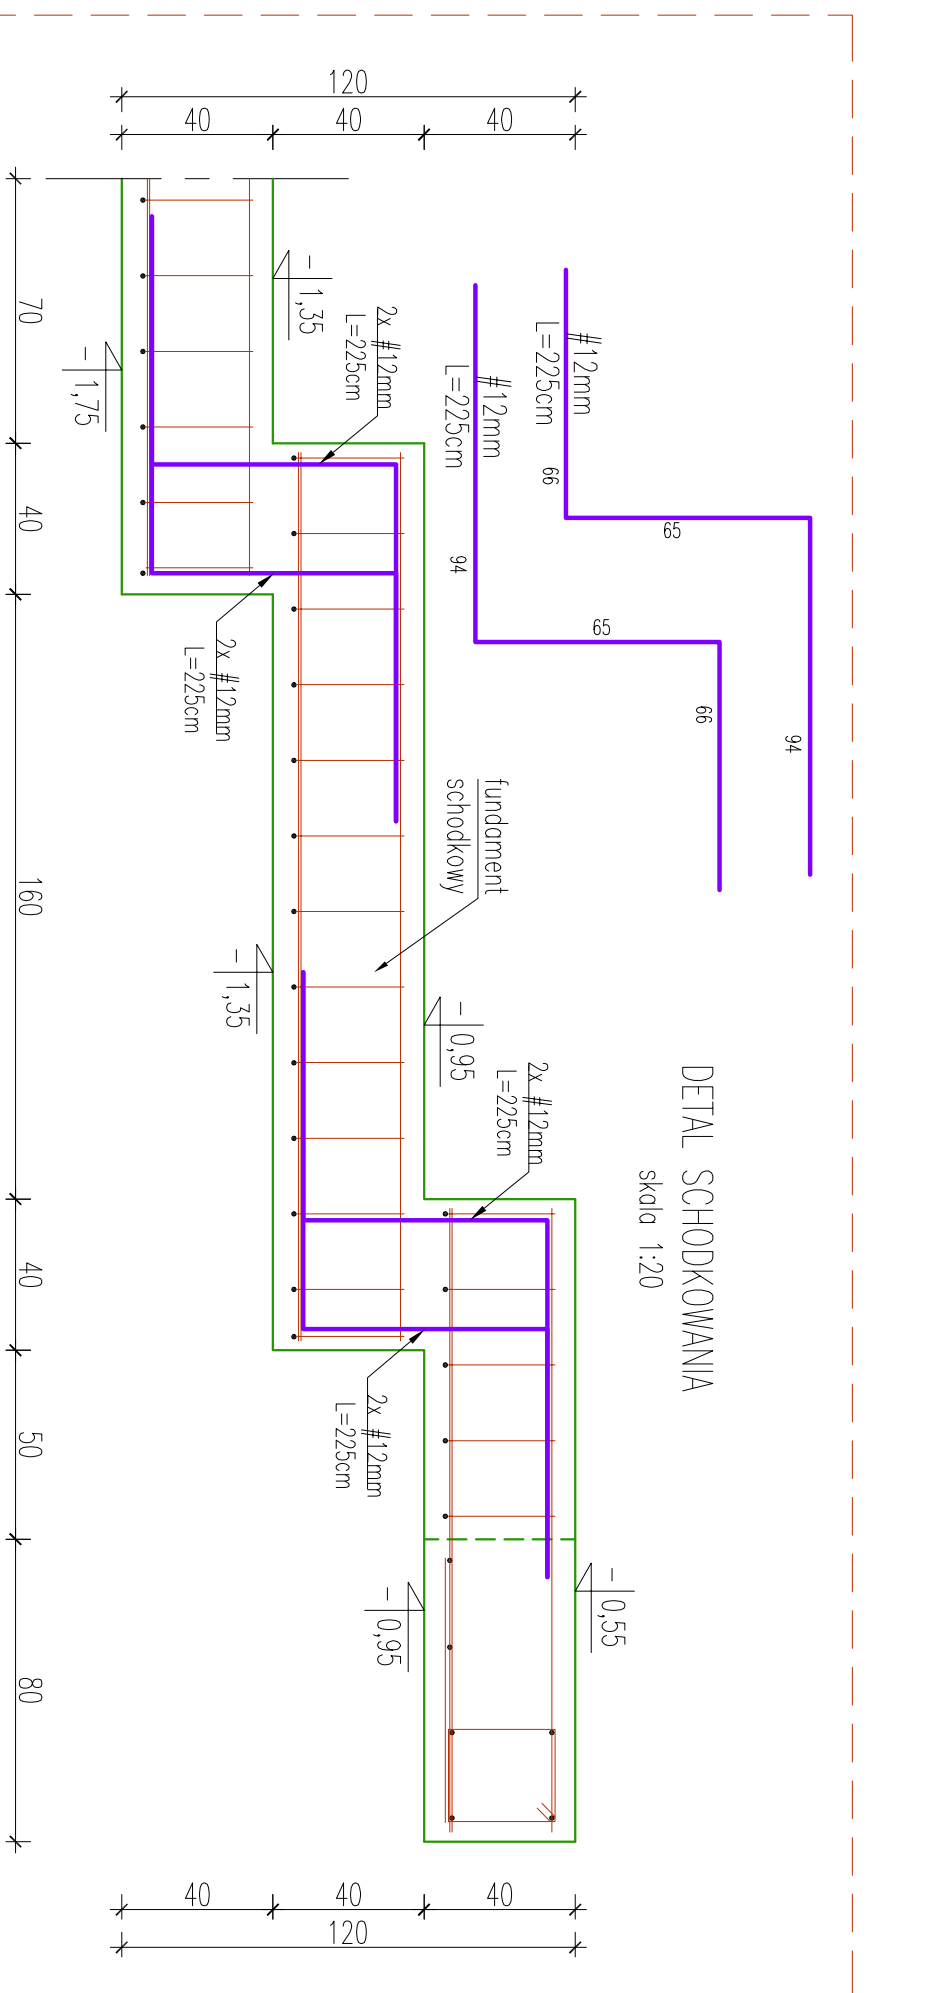 DETAL SCHODKOWANIA
skala 1:20
#12mm
L=225cm
66
65
94
#12mm
L=225cm
94
65
66
120
40
40
40
- 1,35
- 1,75
2x #12mm
L=225cm
2x #12mm
L=225cm
fundament
schodkowy
- 0,95
- 1,35
2x #12mm
L=225cm
2x #12mm
L=225cm
- 0,55
- 0,95
70
40
160
40
50
80
40
40
40
120